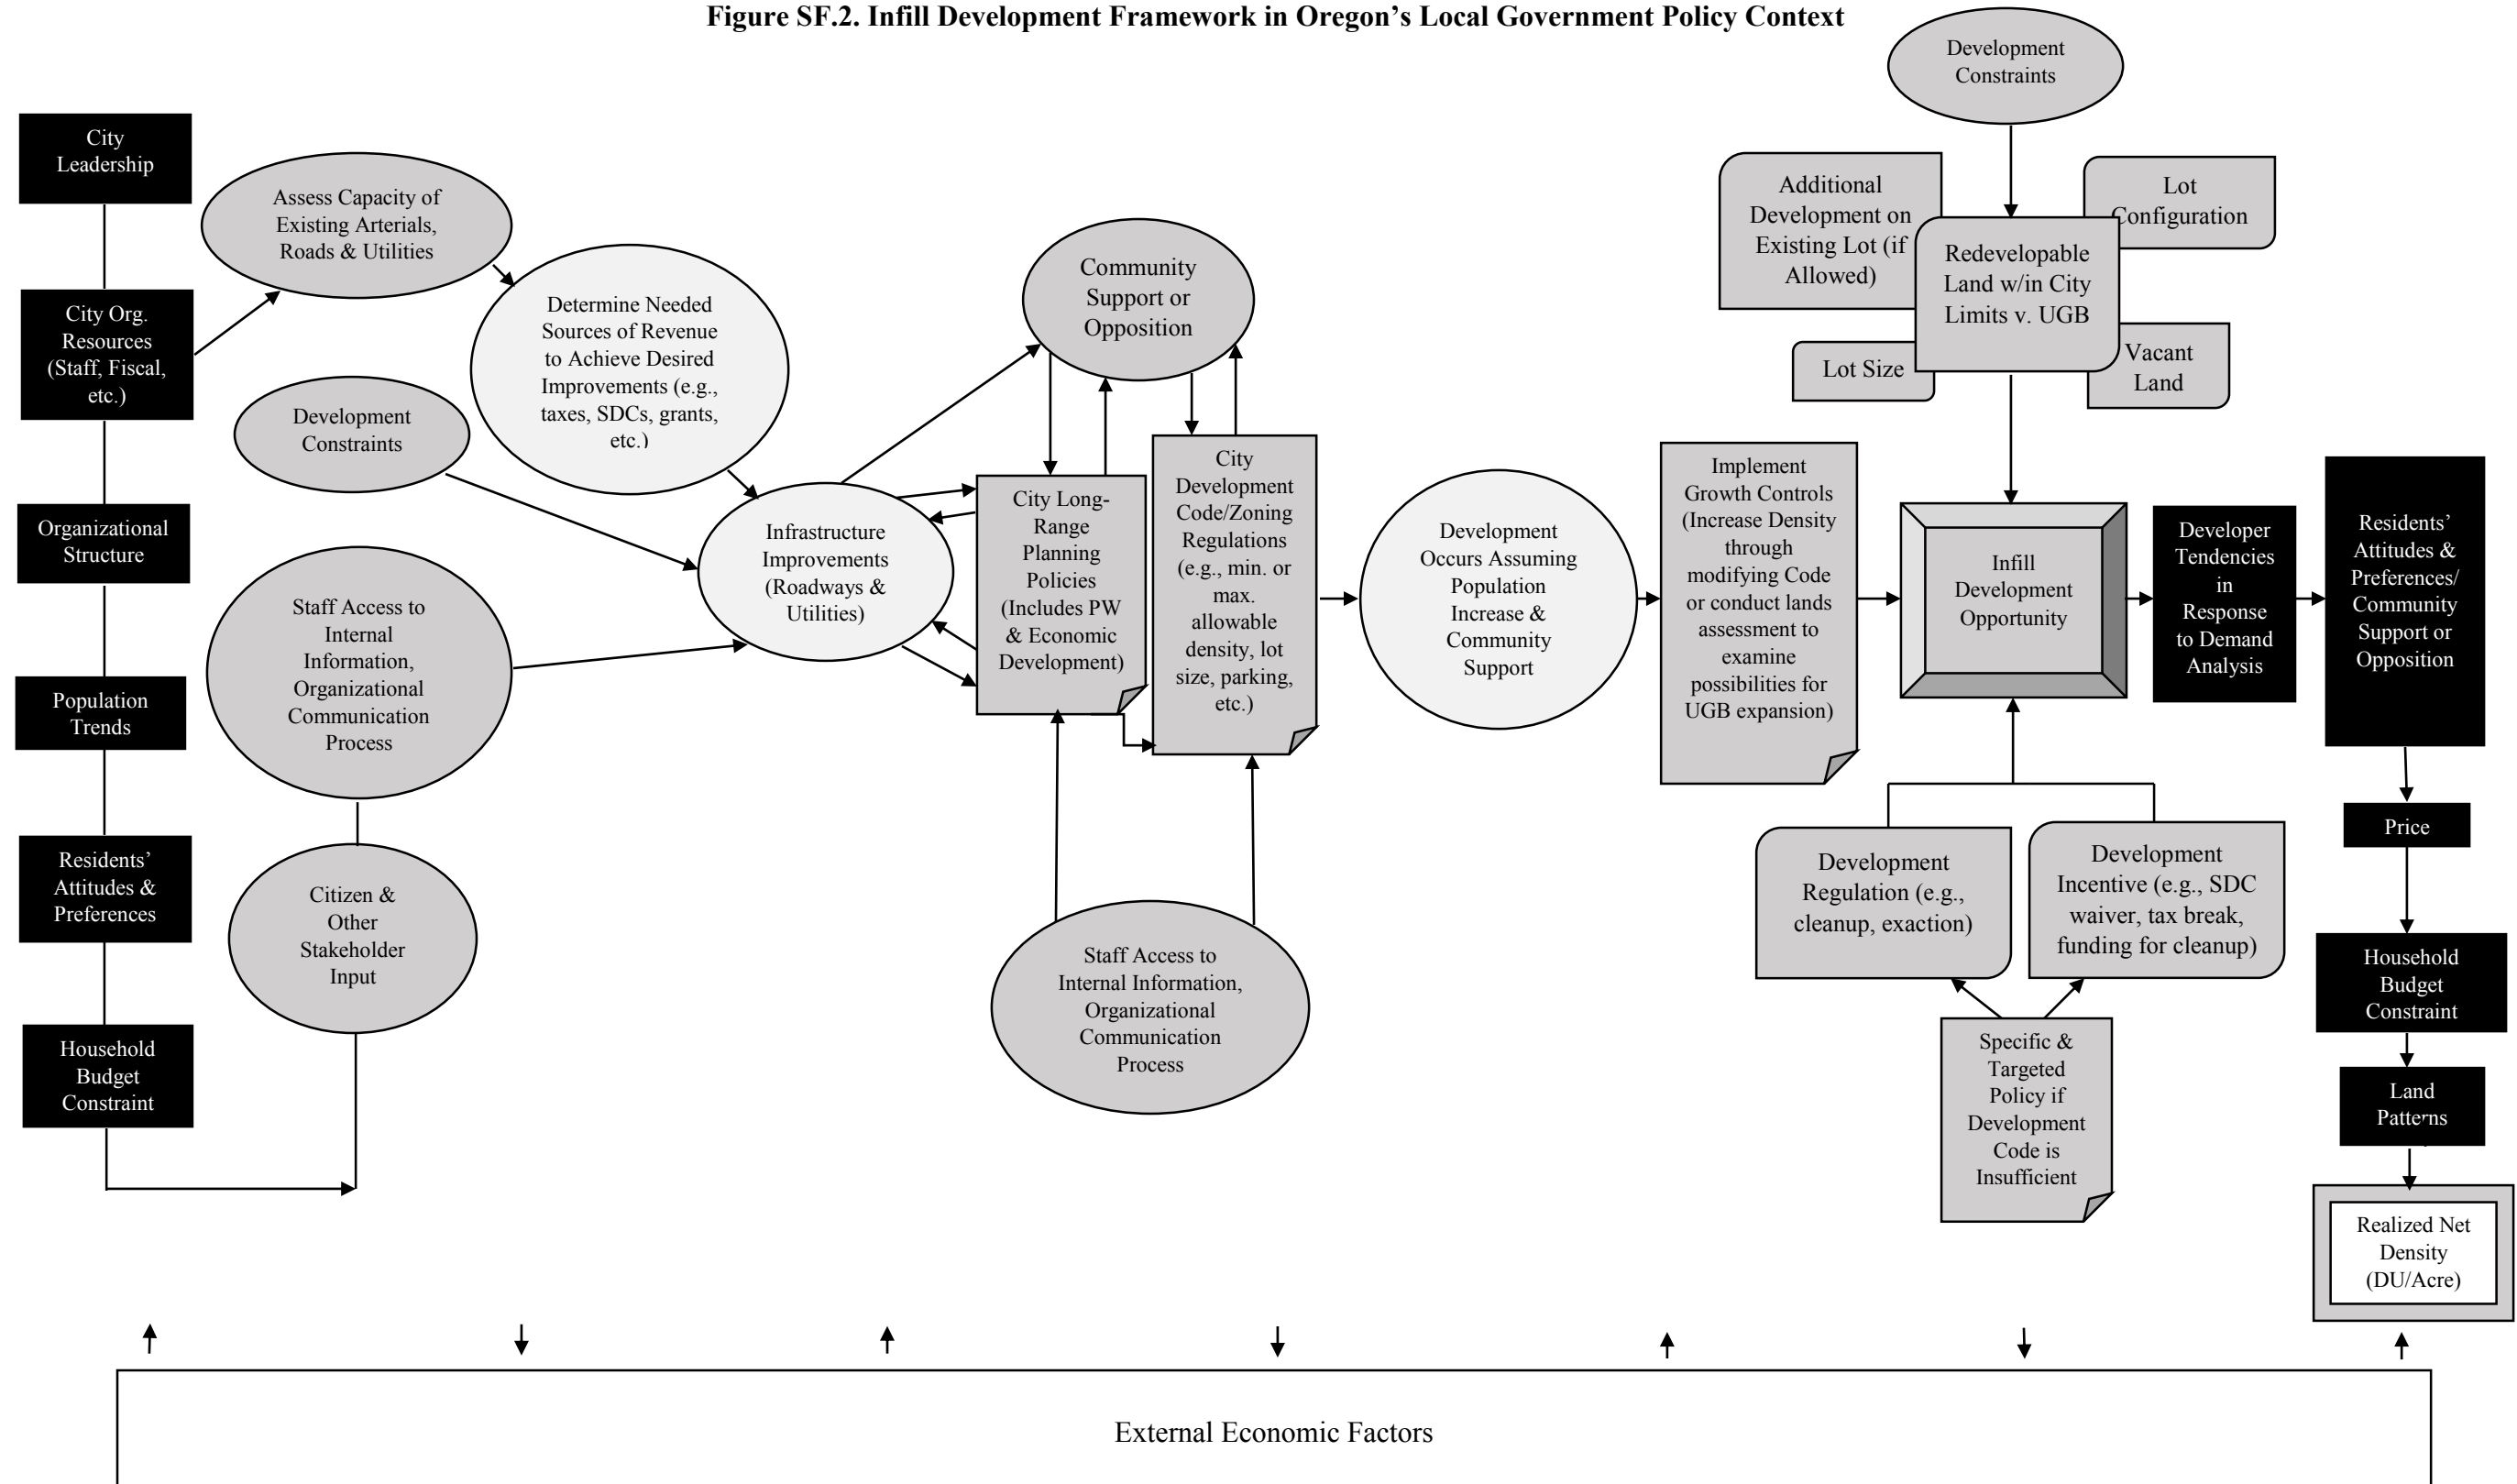 Figure SF.2. Infill Development Framework in Oregon’s Local Government Policy Context
City
Leadership
City Org.
Resources
(Staff, Fiscal,
etc.)
Organizational
Structure
Population
Trends
Residents’
Attitudes &
Preferences
Household
Budget
Constraint
Assess Capacity of
Existing Arterials,
Roads & Utilities
Development
Constraints
Staff Access to
Internal
Information,
Organizational
Communication
Process
Citizen &
Other
Stakeholder
Input
Determine Needed
Sources of Revenue
to Achieve Desired
Improvements (e.g.,
taxes, SDCs, grants,
etc.)
Infrastructure
Improvements
(Roadways &
Utilities)
Community
Support or
Opposition
City Long-
Range
Planning
Policies
(Includes PW
& Economic
Development)
City
Development
Code/Zoning
Regulations
(e.g., min. or
max.
allowable
density, lot
size, parking,
etc.)
Staff Access to
Internal Information,
Organizational
Communication
Process
Development
Occurs Assuming
Population
Increase &
Community
Support
Implement
Growth Controls
(Increase Density
through
modifying Code
or conduct lands
assessment to
examine
possibilities for
UGB expansion)
Development
Constraints
Additional
Development on
Existing Lot (if
Allowed)
Lot
Configuration
Redevelopable
Land w/in City
Limits v. UGB
Lot Size
Vacant
Land
Infill
Development
Opportunity
Development
Regulation (e.g.,
cleanup, exaction)
Development
Incentive (e.g., SDC
waiver, tax break,
funding for cleanup)
Specific &
Targeted
Policy if
Development
Code is
Insufficient
Developer
Tendencies
in
Response
to Demand
Analysis
Residents’
Attitudes &
Preferences/
Community
Support or
Opposition
Price
Household
Budget
Constraint
Land
Patterns
Realized Net
Density
(DU/Acre)
External Economic Factors